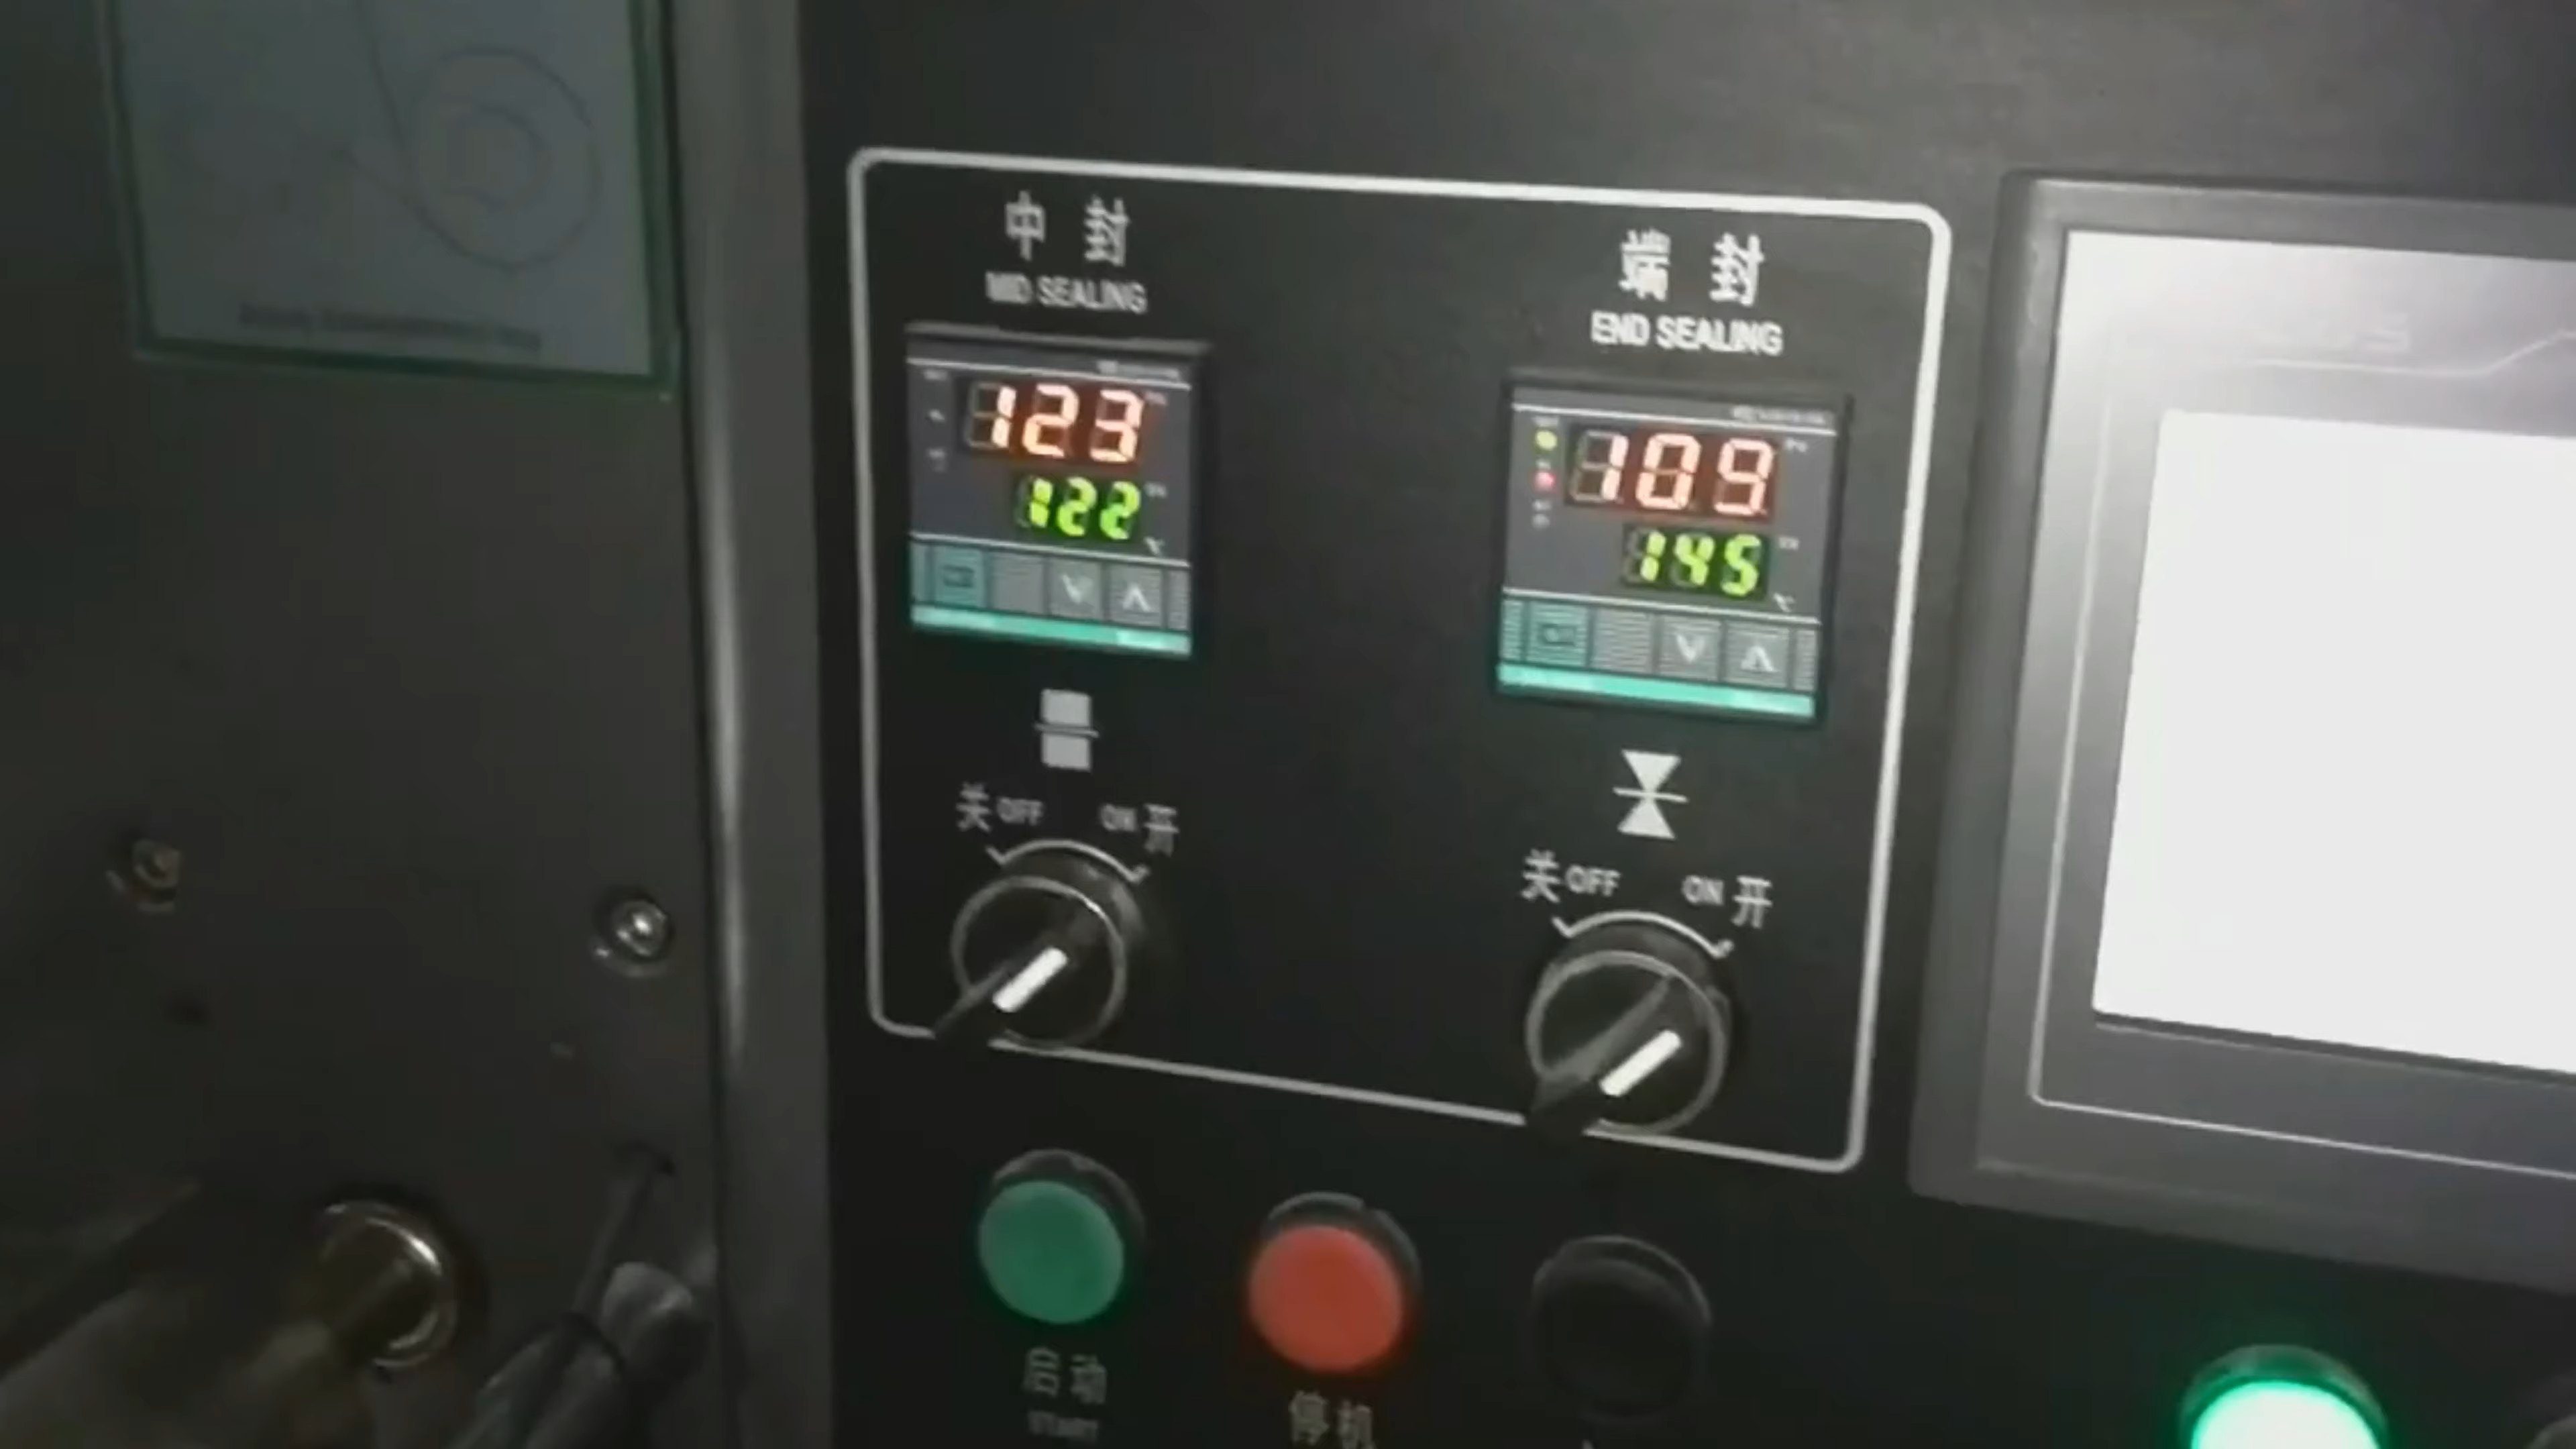 中封
MID SEALING
端封
END SEALING
123
122
℃
109
145
℃
关 OFF ON 开
关 OFF ON 开
启动
START
停机